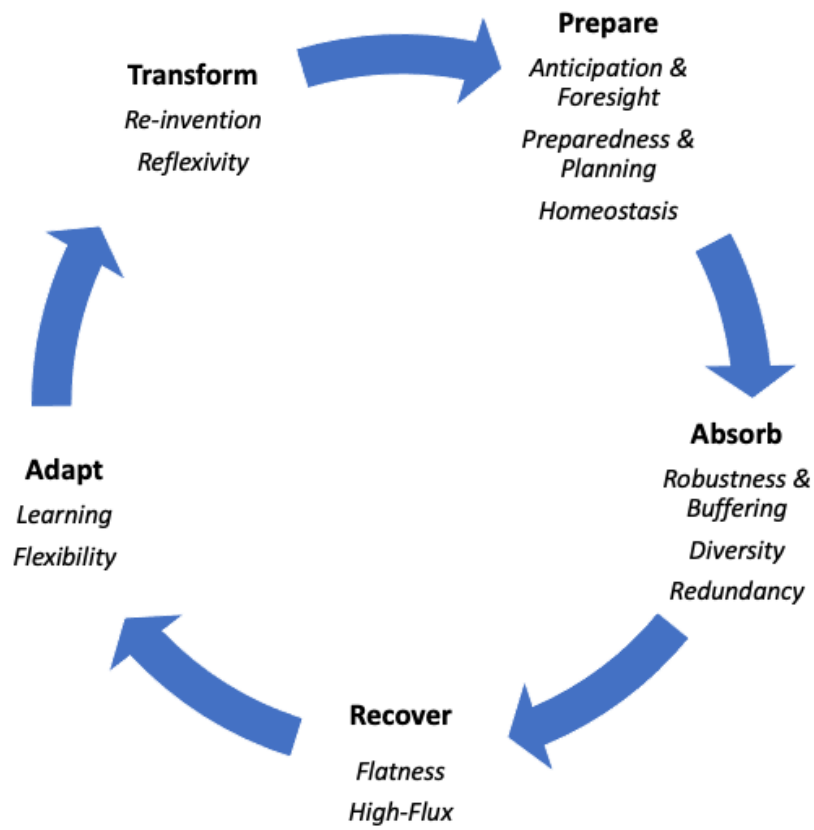 Prepare
Anticipation &
Foresight
Preparedness &
Planning
Homeostasis
Absorb
Robustness &
Buffering
Diversity
Redundancy
Recover
Flatness
High-Flux
Adapt
Learning
Flexibility
Transform
Re-invention
Reflexivity